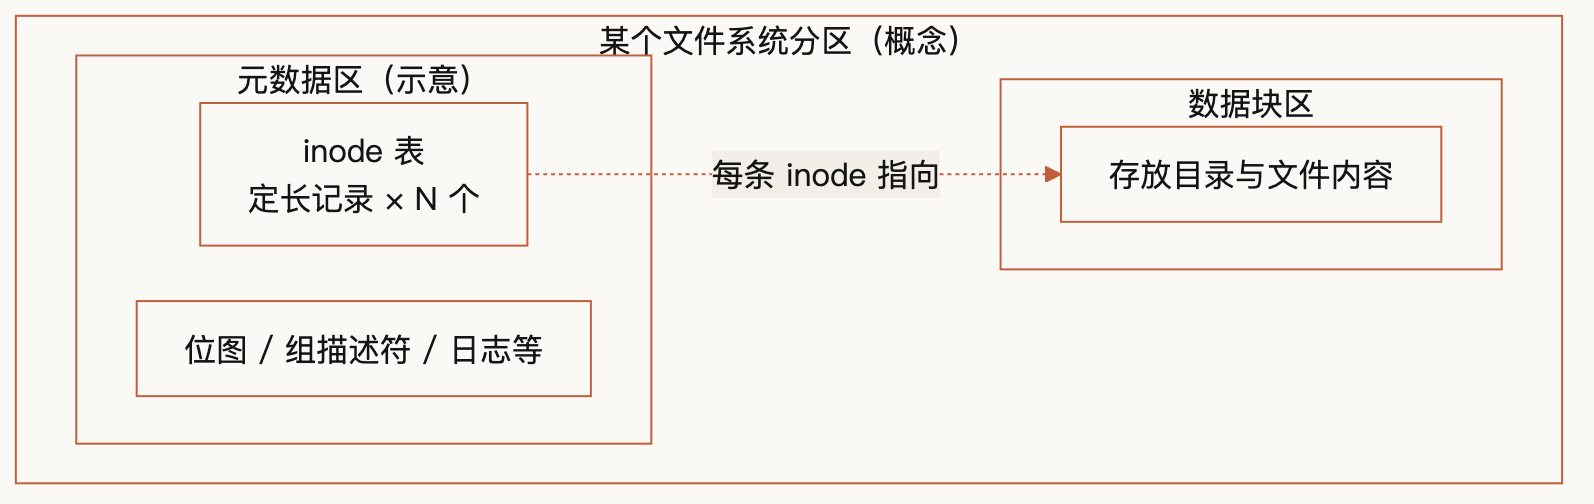 某个文件系统分区（概念）
元数据区（示意）
inode 表
定长记录 × N 个
位图 / 组描述符 / 日志等
每条 inode 指向
数据块区
存放目录与文件内容